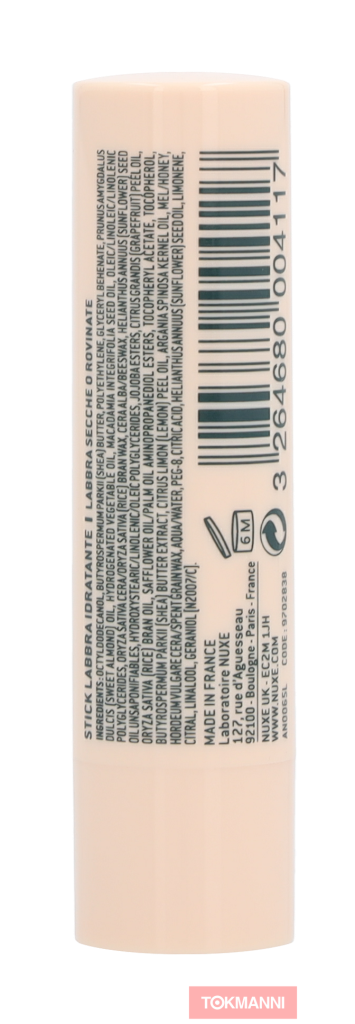 STICK LABBRA IDRATANTE I LABBRA SECCHE O ROVINATE
INGREDIENTS: OCTYLDODECANOL, BUTYROSPERMUM PARKII (SHEA) BUTTER, POLYETHYLENE, GLYCERYL BEHENATE, PRUNUS AMYGDALUS
DULCIS (SWEET ALMOND) OIL, HYDROGENATED VEGETABLE OIL, MACADAMIA INTEGRIFOLIA SEED OIL, OLEIC/LINOLEIC/LINOLENIC
POLYGLYCERIDES, ORYZA SATIVA CERA/ORYZA SATIVA (RICE) BRAN WAX, CERA ALBA/BEESWAX, HELIANTHUS ANNUUS (SUNFLOWER) SEED
OIL UNSAPONIFIABLES, HYDROXYSTEARIC/LINOLENIC/OLEIC POLYGLYCERIDES, JOJOBA ESTERS, CITRUS GRANDIS (GRAPEFRUIT) PEEL OIL,
ORYZA SATIVA (RICE) BRAN OIL, SAFFLOWER OIL/PALM OIL AMINOPROPANEDIOL ESTERS, TOCOPHERYL ACETATE, TOCOPHEROL,
BUTYROSPERMUM PARKII (SHEA) BUTTER EXTRACT, CITRUS LIMON (LEMON) PEEL OIL, ARGANIA SPINOSA KERNEL OIL, MEL/HONEY,
HORDEUM VULGARE CERA/SPENT GRAIN WAX, AQUA/WATER, PEG-8, CITRIC ACID, HELIANTHUS ANNUUS (SUNFLOWER) SEED OIL, LIMONENE,
CITRAL, LINALOOL, GERANIOL [N2007/C].
MADE IN FRANCE
Laboratoire NUXE
127, rue d'Aguesseau
92100 - Boulogne - Paris - France
NUXE UK - EC2M 1JH
WWW.NUXE.COM
AN0065L CODE: 9702838
6 M
3 264680 004117
TOKMANNI